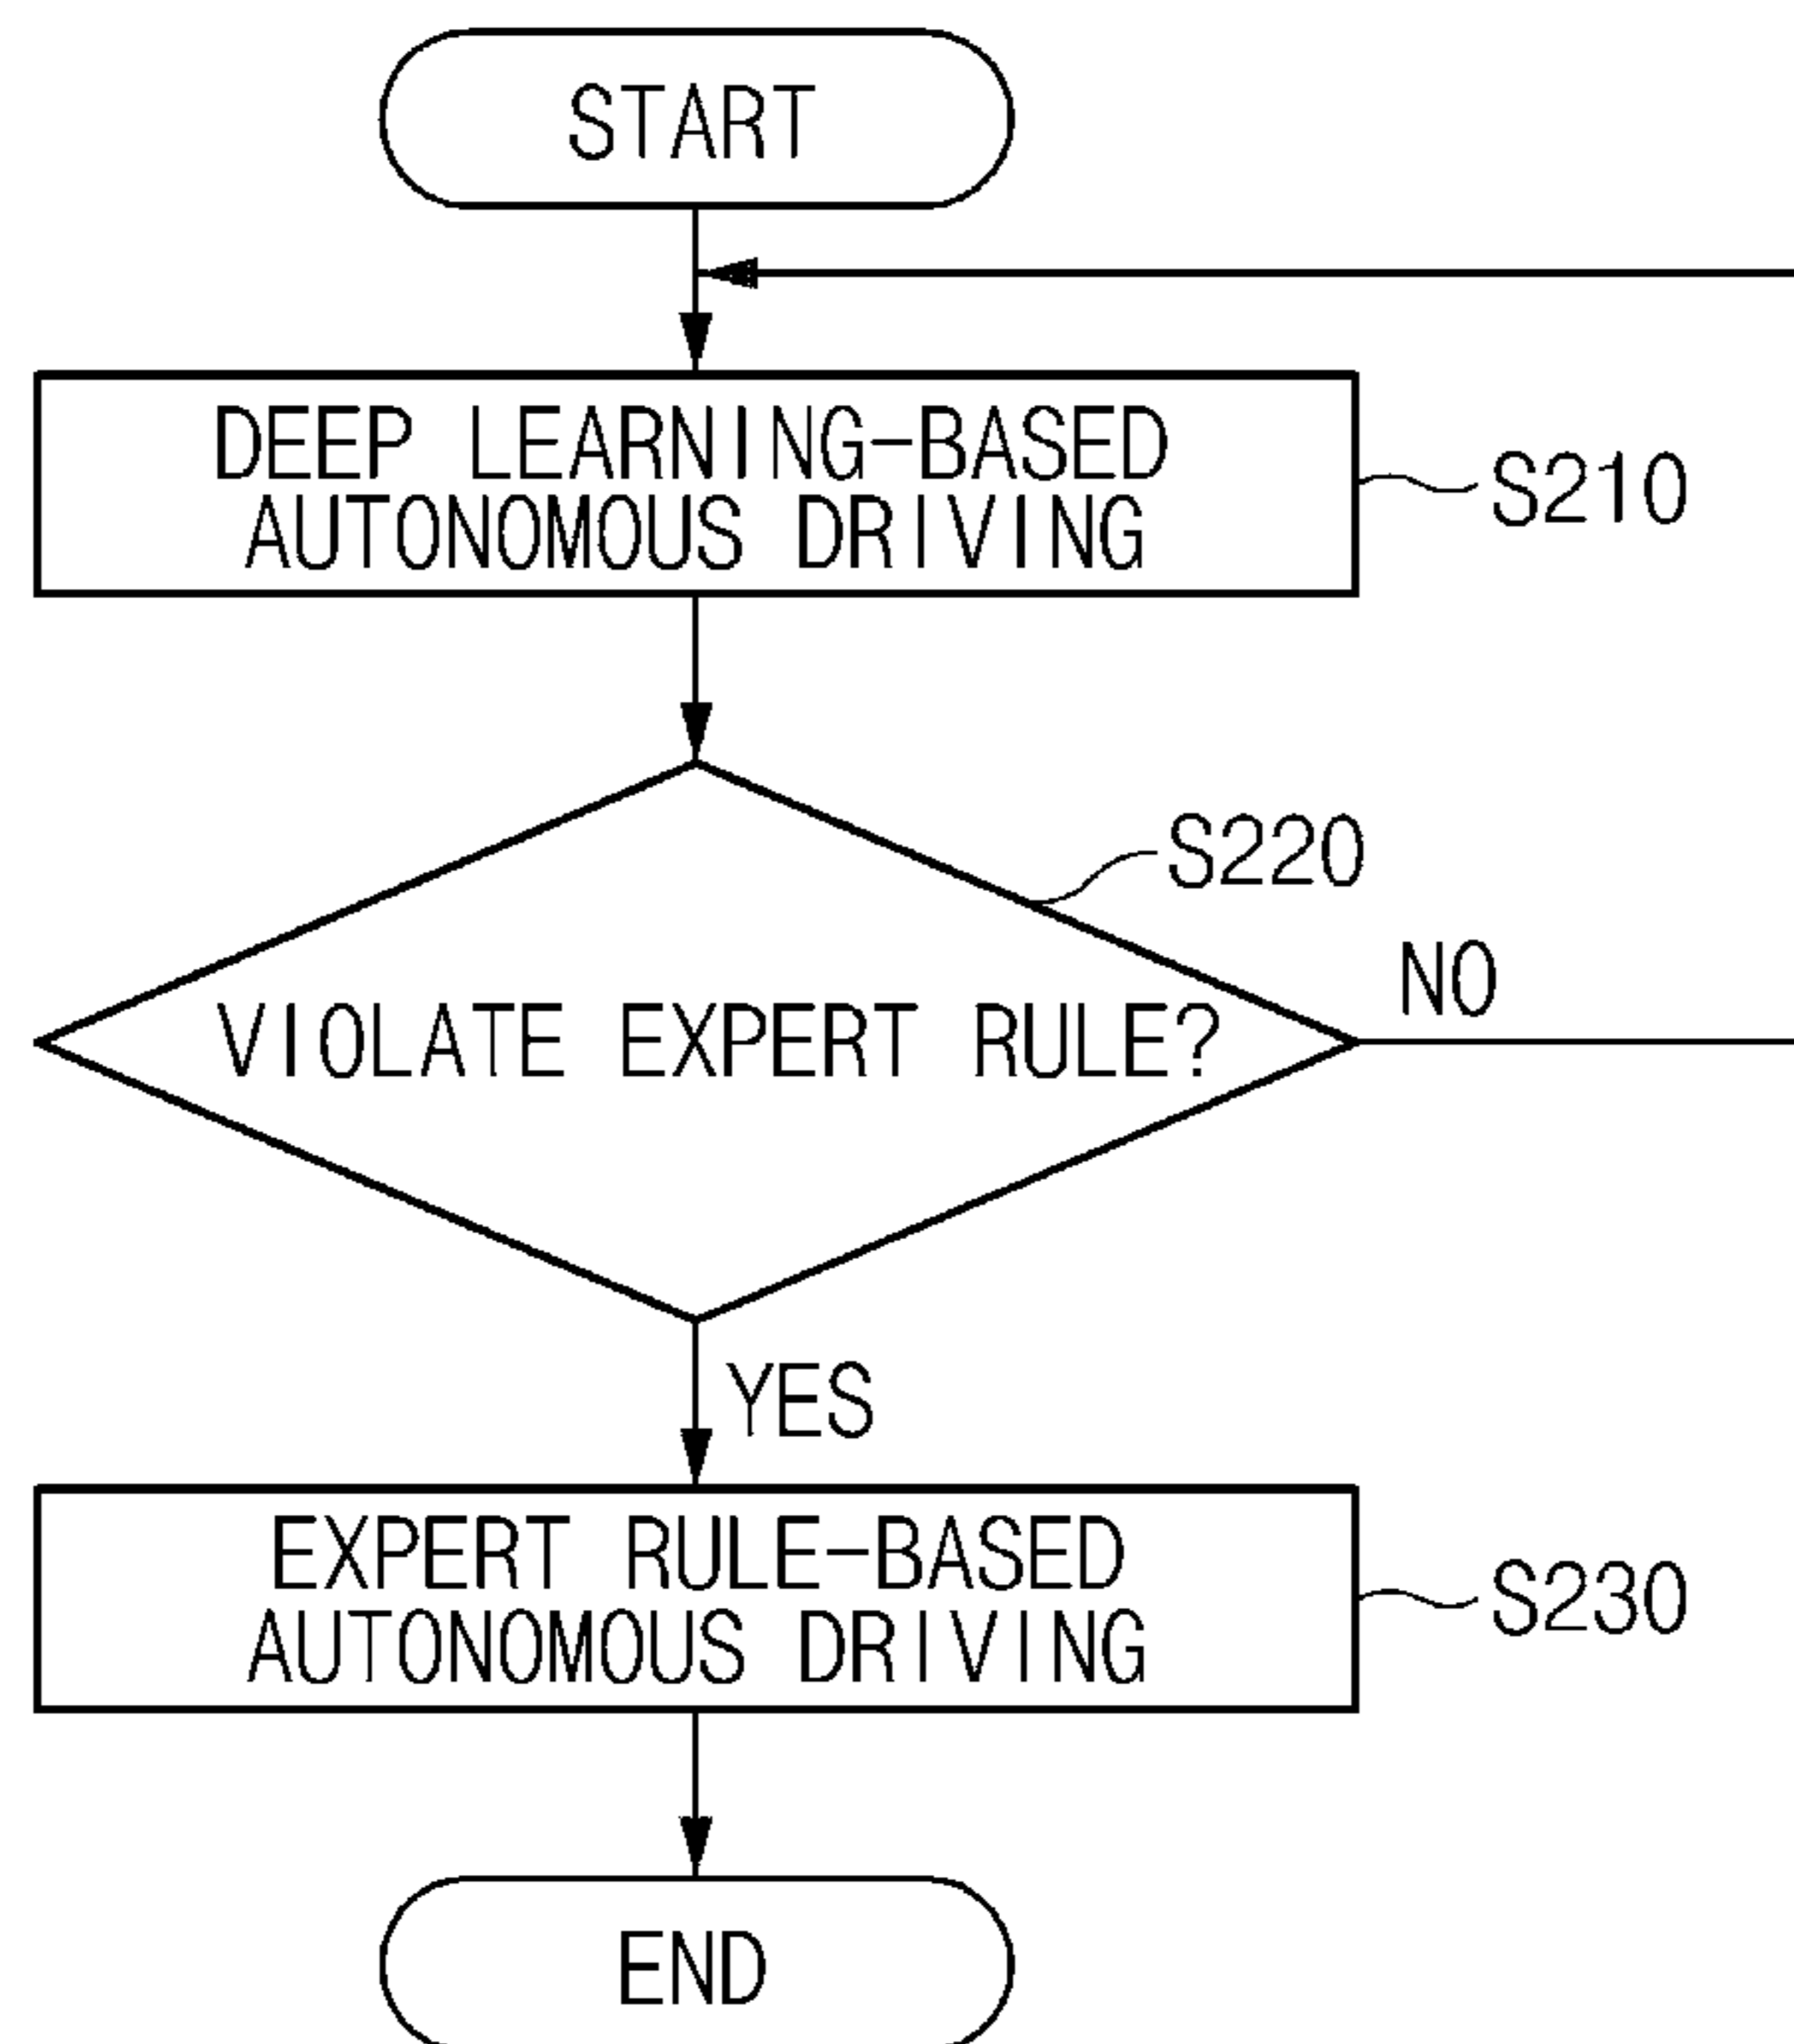 START
DEEP LEARNING-BASED
AUTONOMOUS DRIVING
S210
S220
NO
VIOLATE EXPERT RULE?
YES
EXPERT RULE-BASED
AUTONOMOUS DRIVING
S230
END